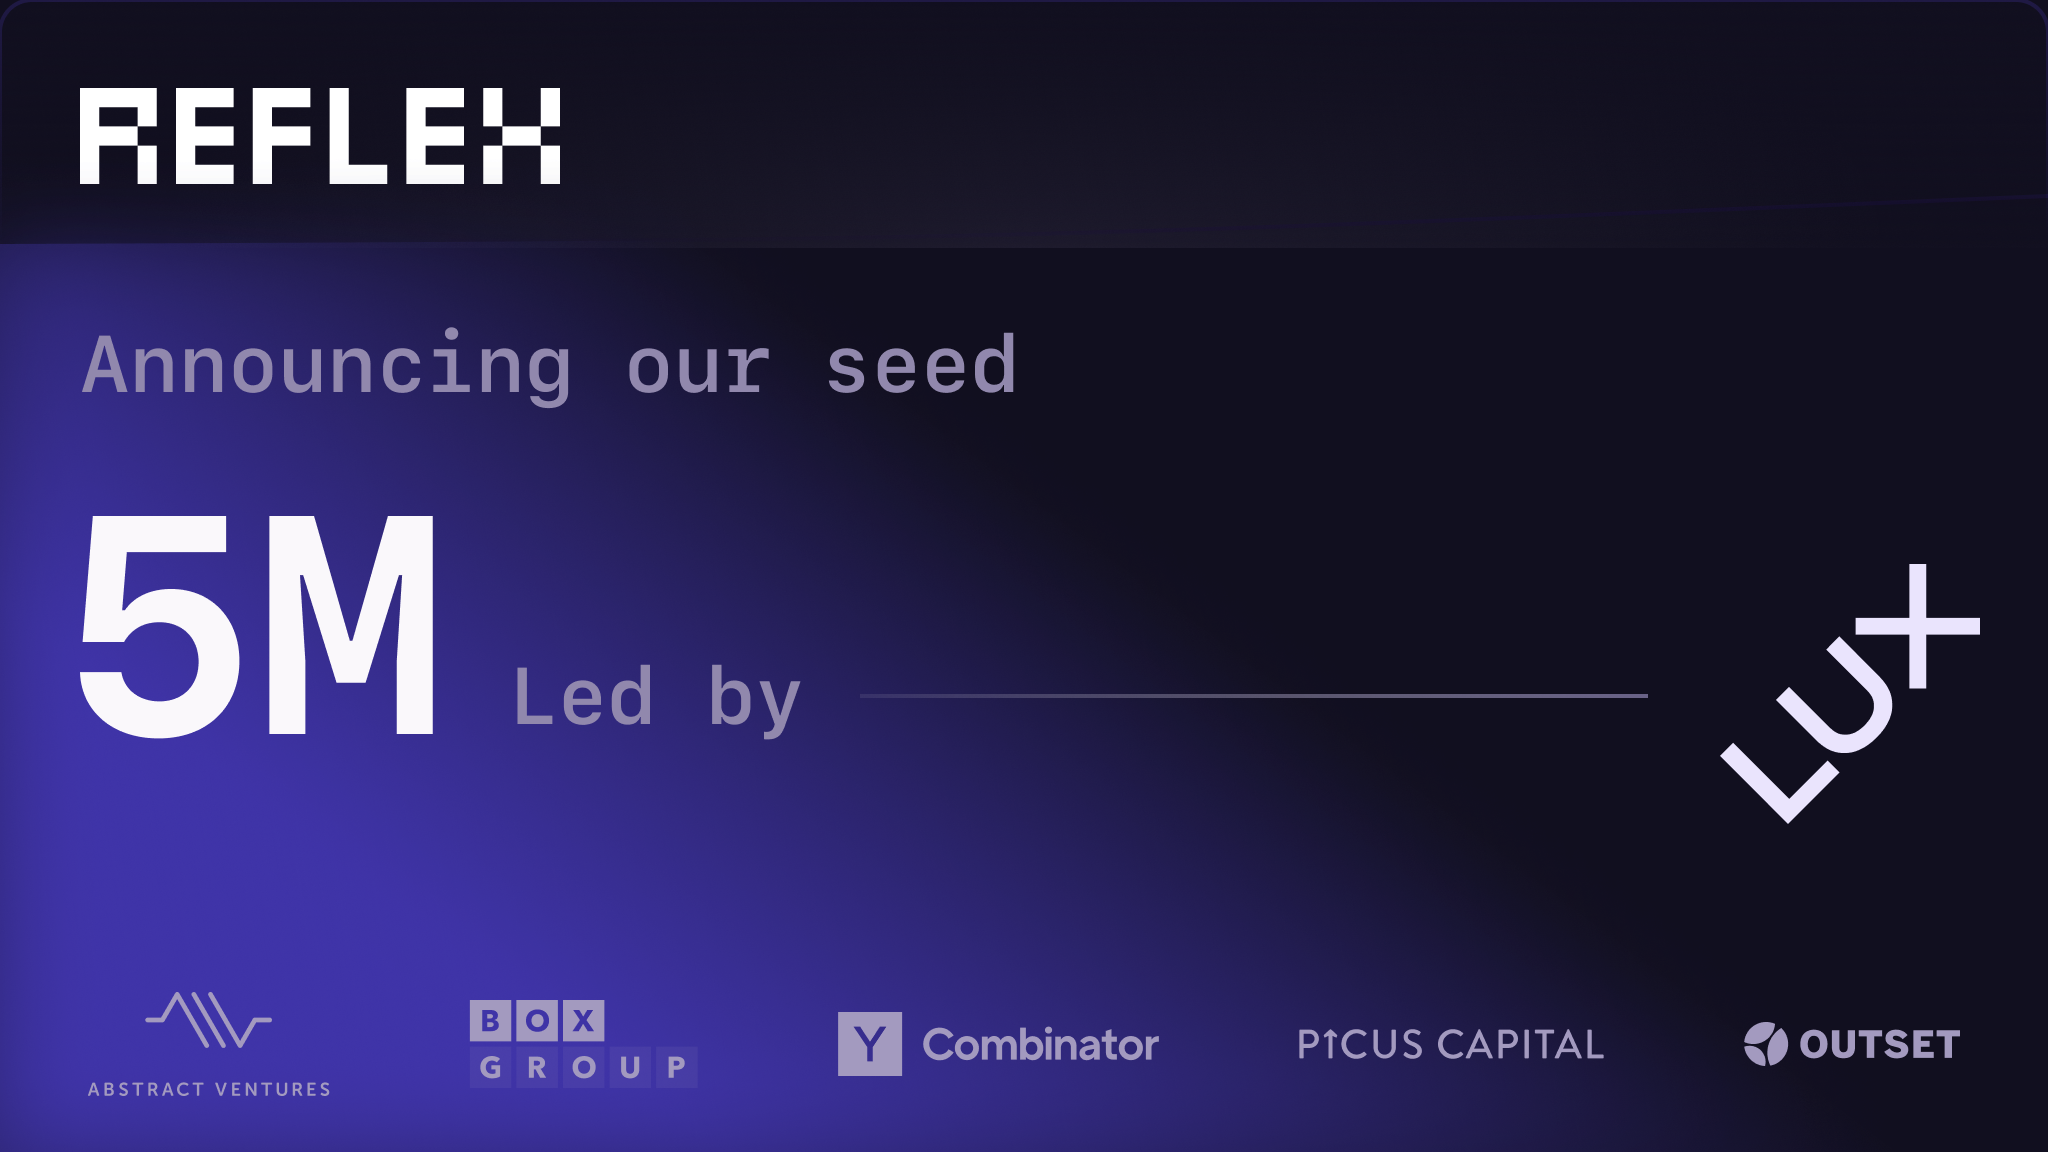 REFLEX
Announcing our seed
5M Led by
LUX
ABSTRACT VENTURES
BOX
GROUP
Y Combinator
PICUS CAPITAL
OUTSET